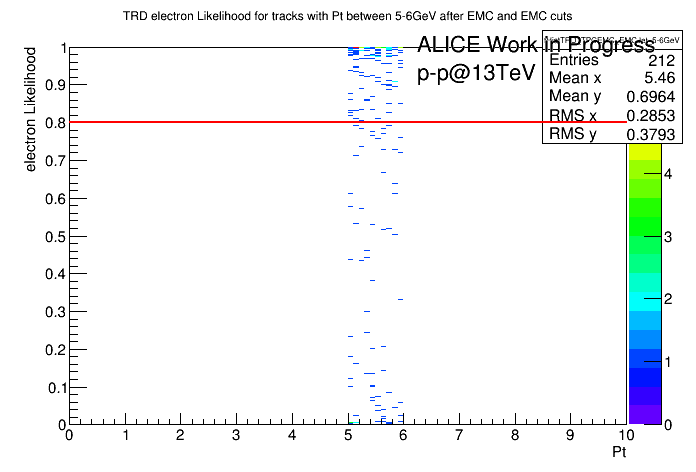 TRD electron Likelihood for tracks with Pt between 5-6GeV after EMC and EMC cuts
ALICE Work in Progress
p-p@13TeV
5-6GeV
Entries 212
Mean x 5.46
Mean y 0.6964
RMS x 0.2853
RMS y 0.3793
electron Likelihood
1
0.9
0.8
0.7
0.6
0.5
0.4
0.3
0.2
0.1
0
0 1 2 3 4 5 6 7 8 9 10
Pt
4
3
2
1
0